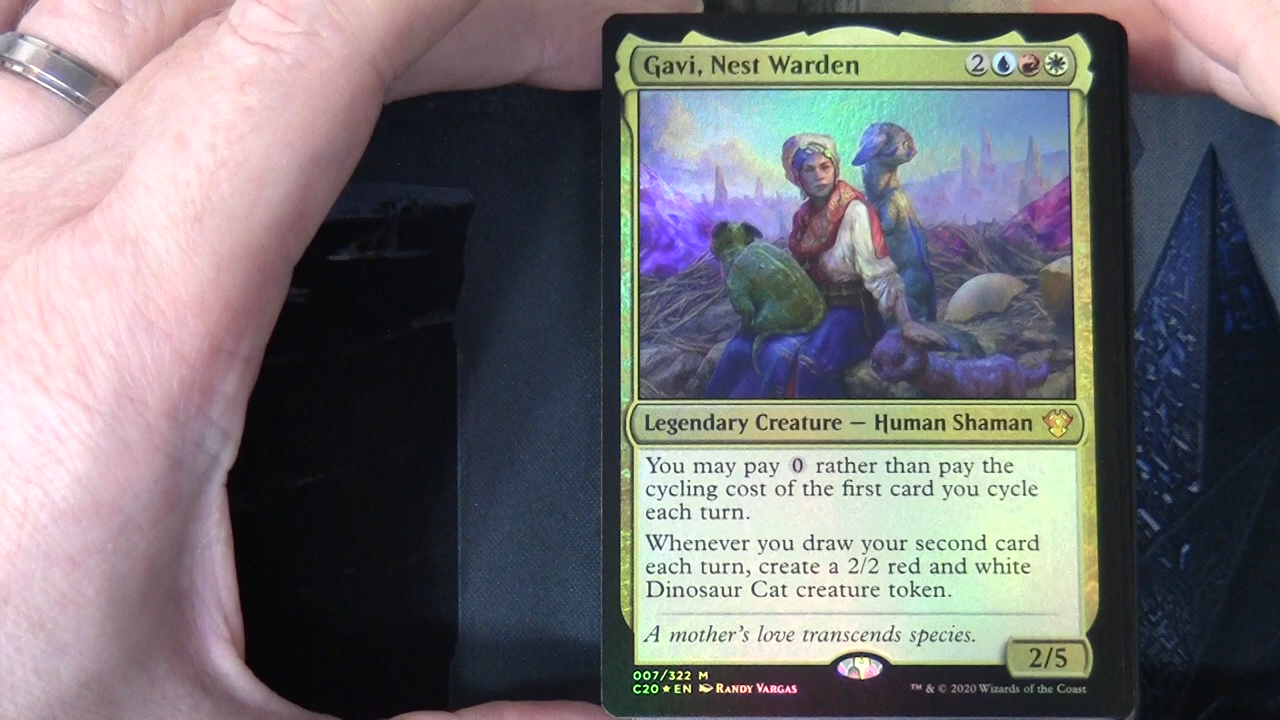 Gavi, Nest Warden 2
Legendary Creature — Human Shaman
You may pay 0 rather than pay the
cycling cost of the first card you cycle
each turn.
Whenever you draw your second card
each turn, create a 2/2 red and white
Dinosaur Cat creature token.
A mother's love transcends species.
2/5
007/322 M
C20 ★ EN Randy Vargas
™ & © 2020 Wizards of the Coast